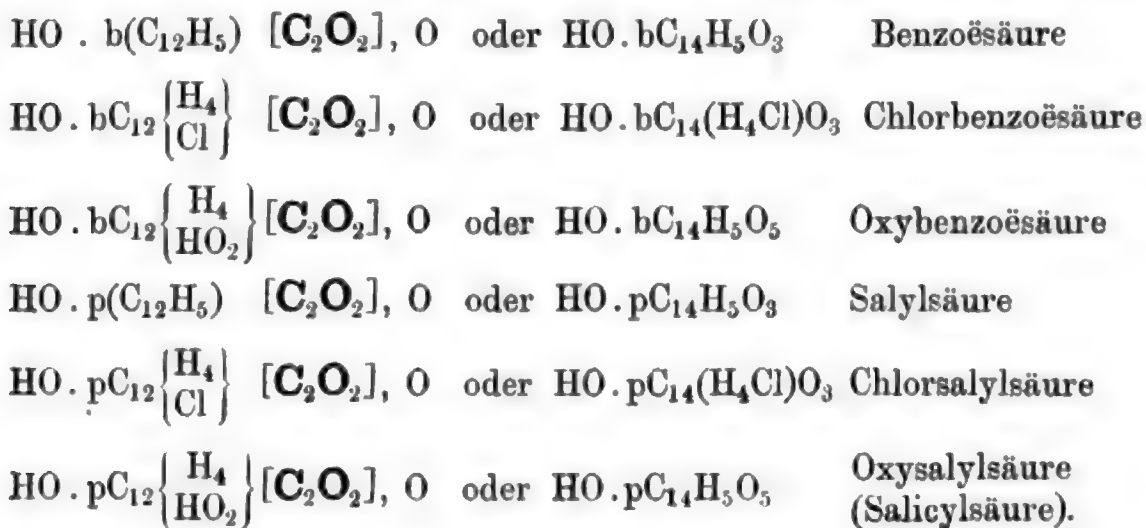 HO . b(C₁₂H₅) [C₂O₂], O oder HO.bC₁₄H₅O₃ Benzoësäure
HO . bC₁₂{H₄ Cl} [C₂O₂], O oder HO.bC₁₄(H₄Cl)O₃ Chlorbenzoësäure
HO . bC₁₂{H₄ HO₂}[C₂O₂], O oder HO.bC₁₄H₅O₅ Oxybenzoësäure
HO . p(C₁₂H₅) [C₂O₂], O oder HO.pC₁₄H₅O₃ Salylsäure
HO . pC₁₂{H₄ Cl} [C₂O₂], O oder HO.pC₁₄(H₄Cl)O₃ Chlorsalylsäure
HO . pC₁₂{H₄ HO₂}[C₂O₂], O oder HO.pC₁₄H₅O₅ Oxysalylsäure
(Salicylsäure).